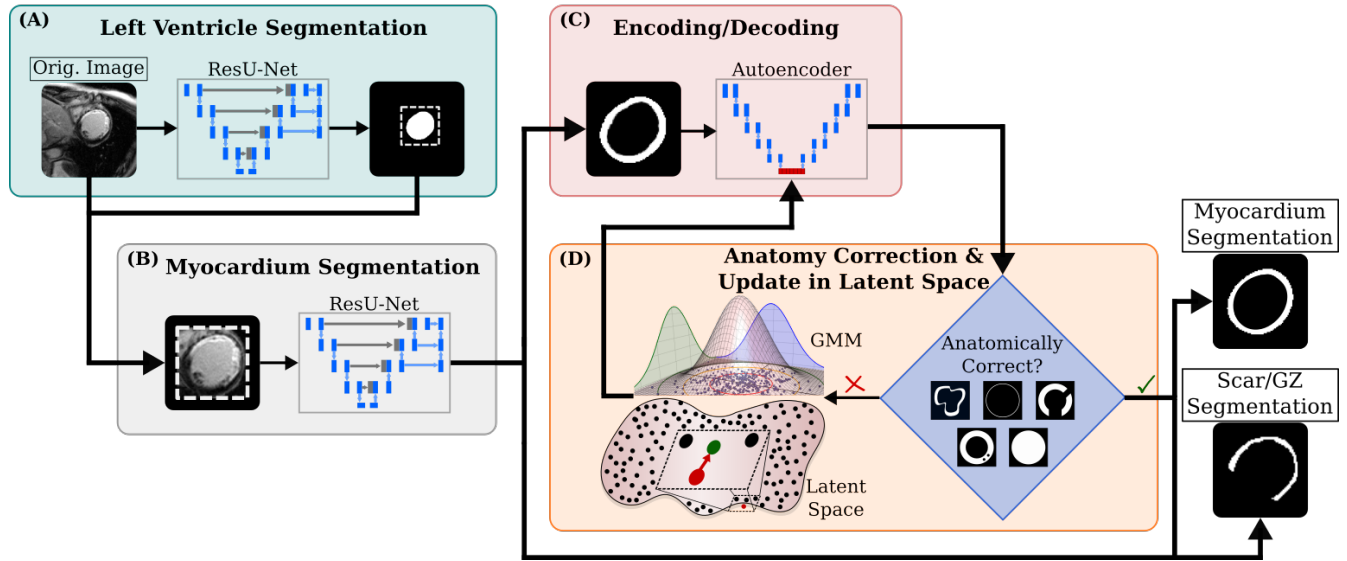 (A)
Left Ventricle Segmentation
Orig. Image
ResU-Net
(B)
Myocardium Segmentation
ResU-Net
(C)
Encoding/Decoding
Autoencoder
(D)
Anatomy Correction &
Update in Latent Space
GMM
Latent
Space
Anatomically
Correct?
Myocardium
Segmentation
Scar/GZ
Segmentation